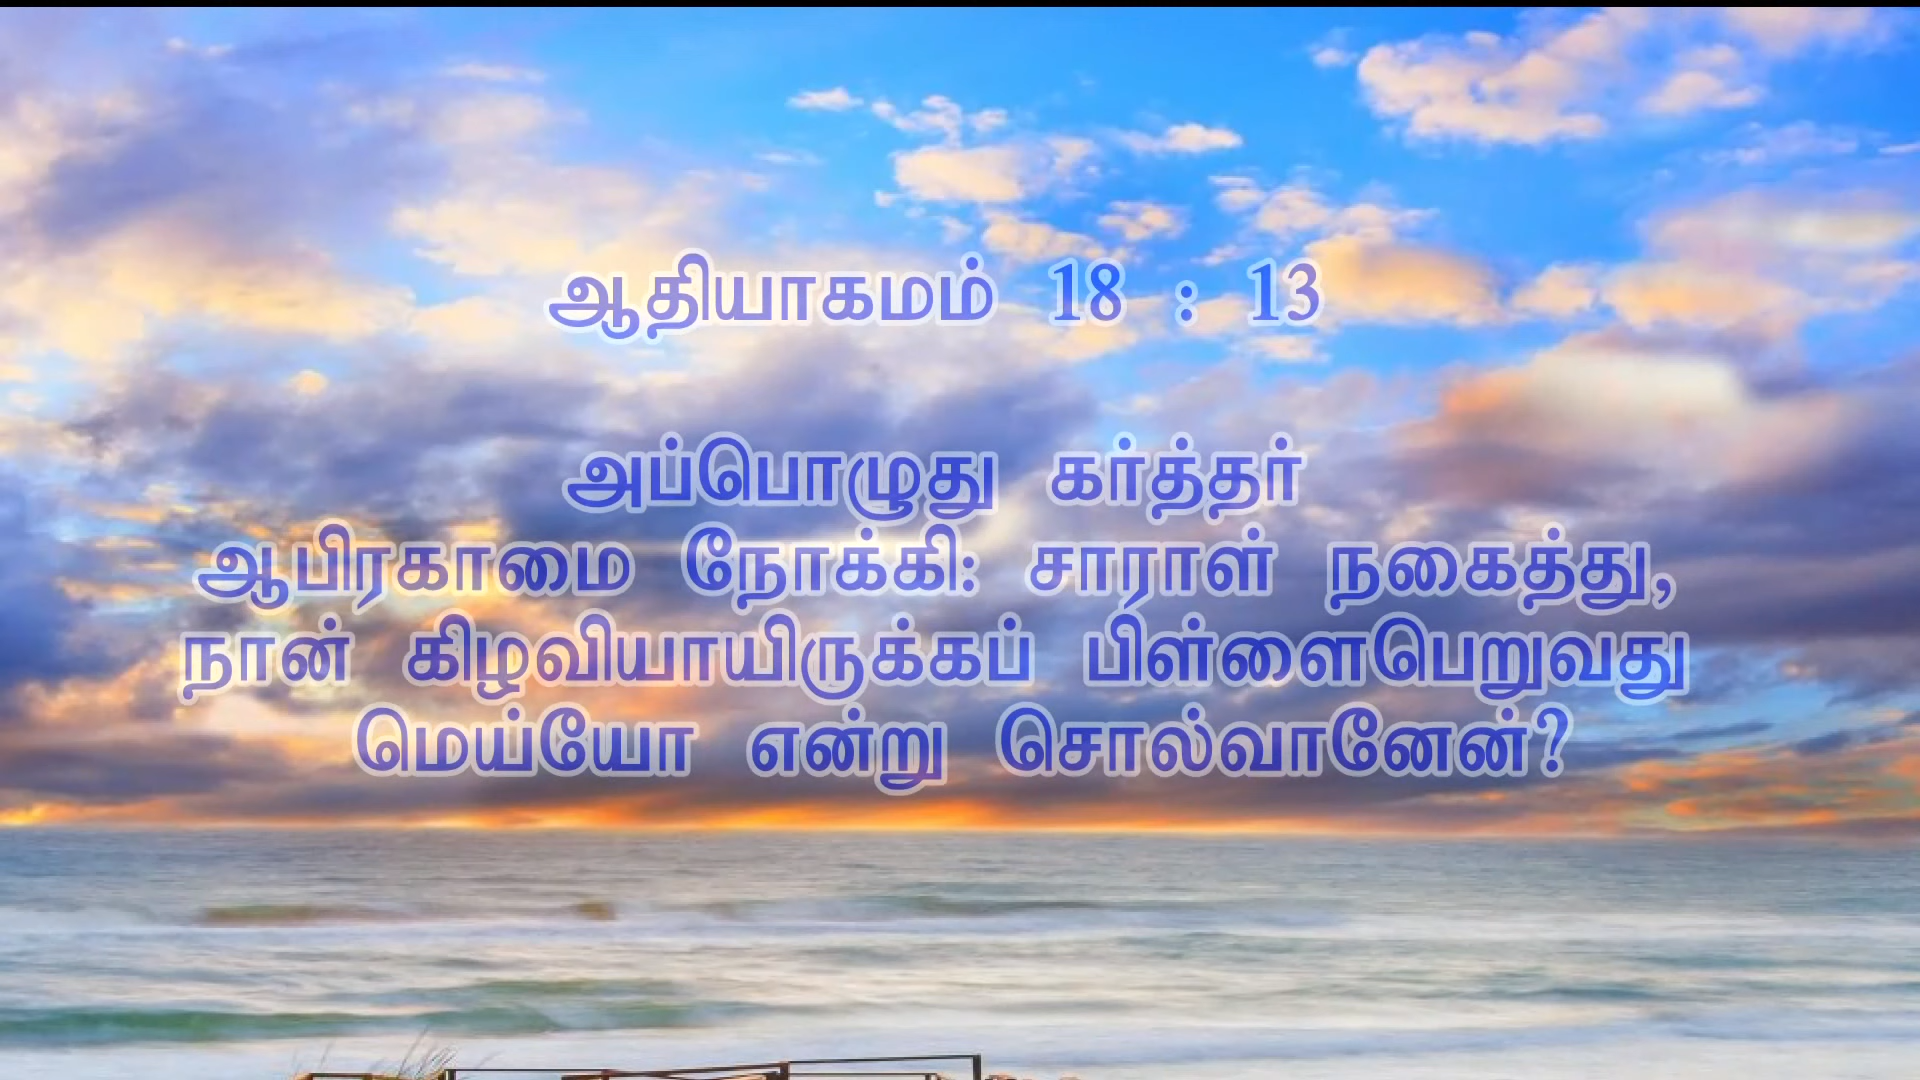 ஆதியாகமம் 18 : 13
அப்பொழுது கர்த்தர்
ஆபிரகாமை நோக்கி: சாராள் நகைத்து,
நான் கிழவியாயிருக்கப் பிள்ளைபெறுவது
மெய்யோ என்று சொல்வானேன்?